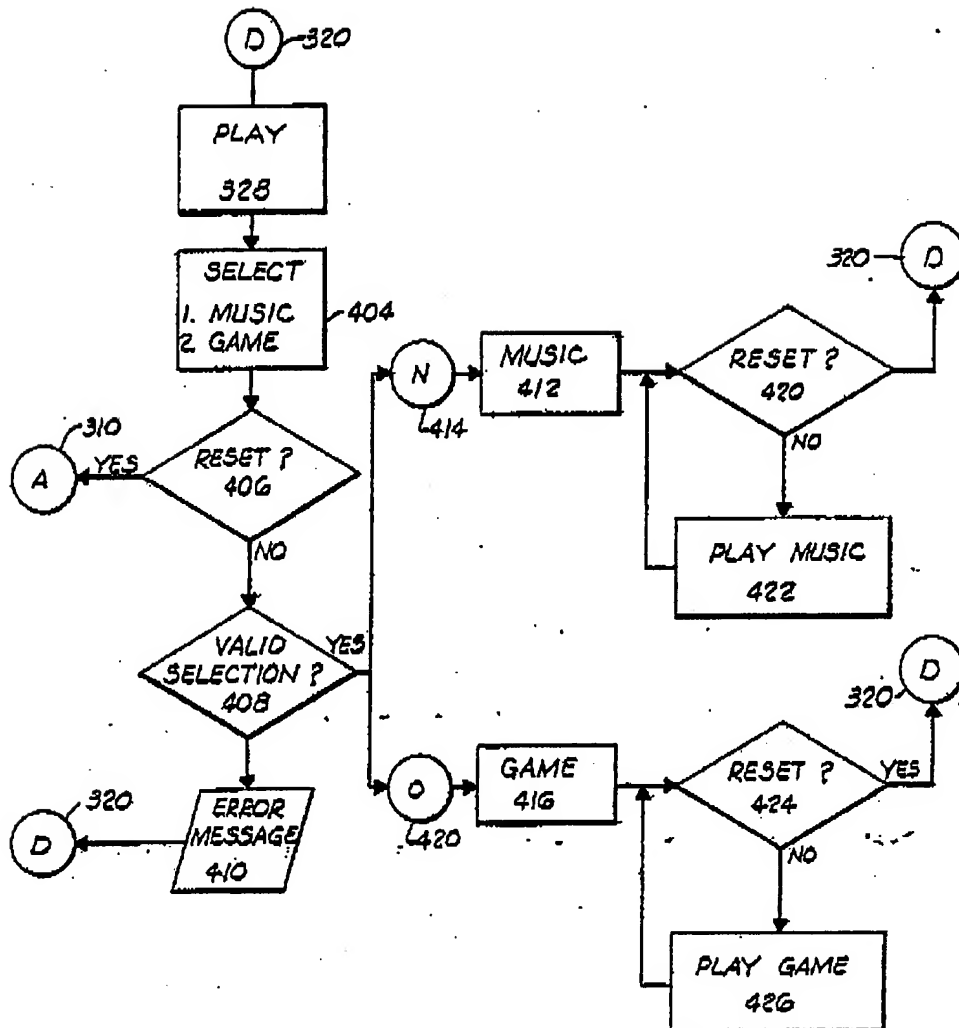 D 320
PLAY
328
SELECT
1. MUSIC
2 GAME
404
310
A
YES
RESET ?
406
NO
VALID
SELECTION ?
408
YES
ERROR
MESSAGE
410
320
D
N
414
MUSIC
412
RESET ?
420
NO
320 D
PLAY MUSIC
422
O
420
GAME
416
RESET ?
424
YES
NO
320
D
PLAY GAME
426